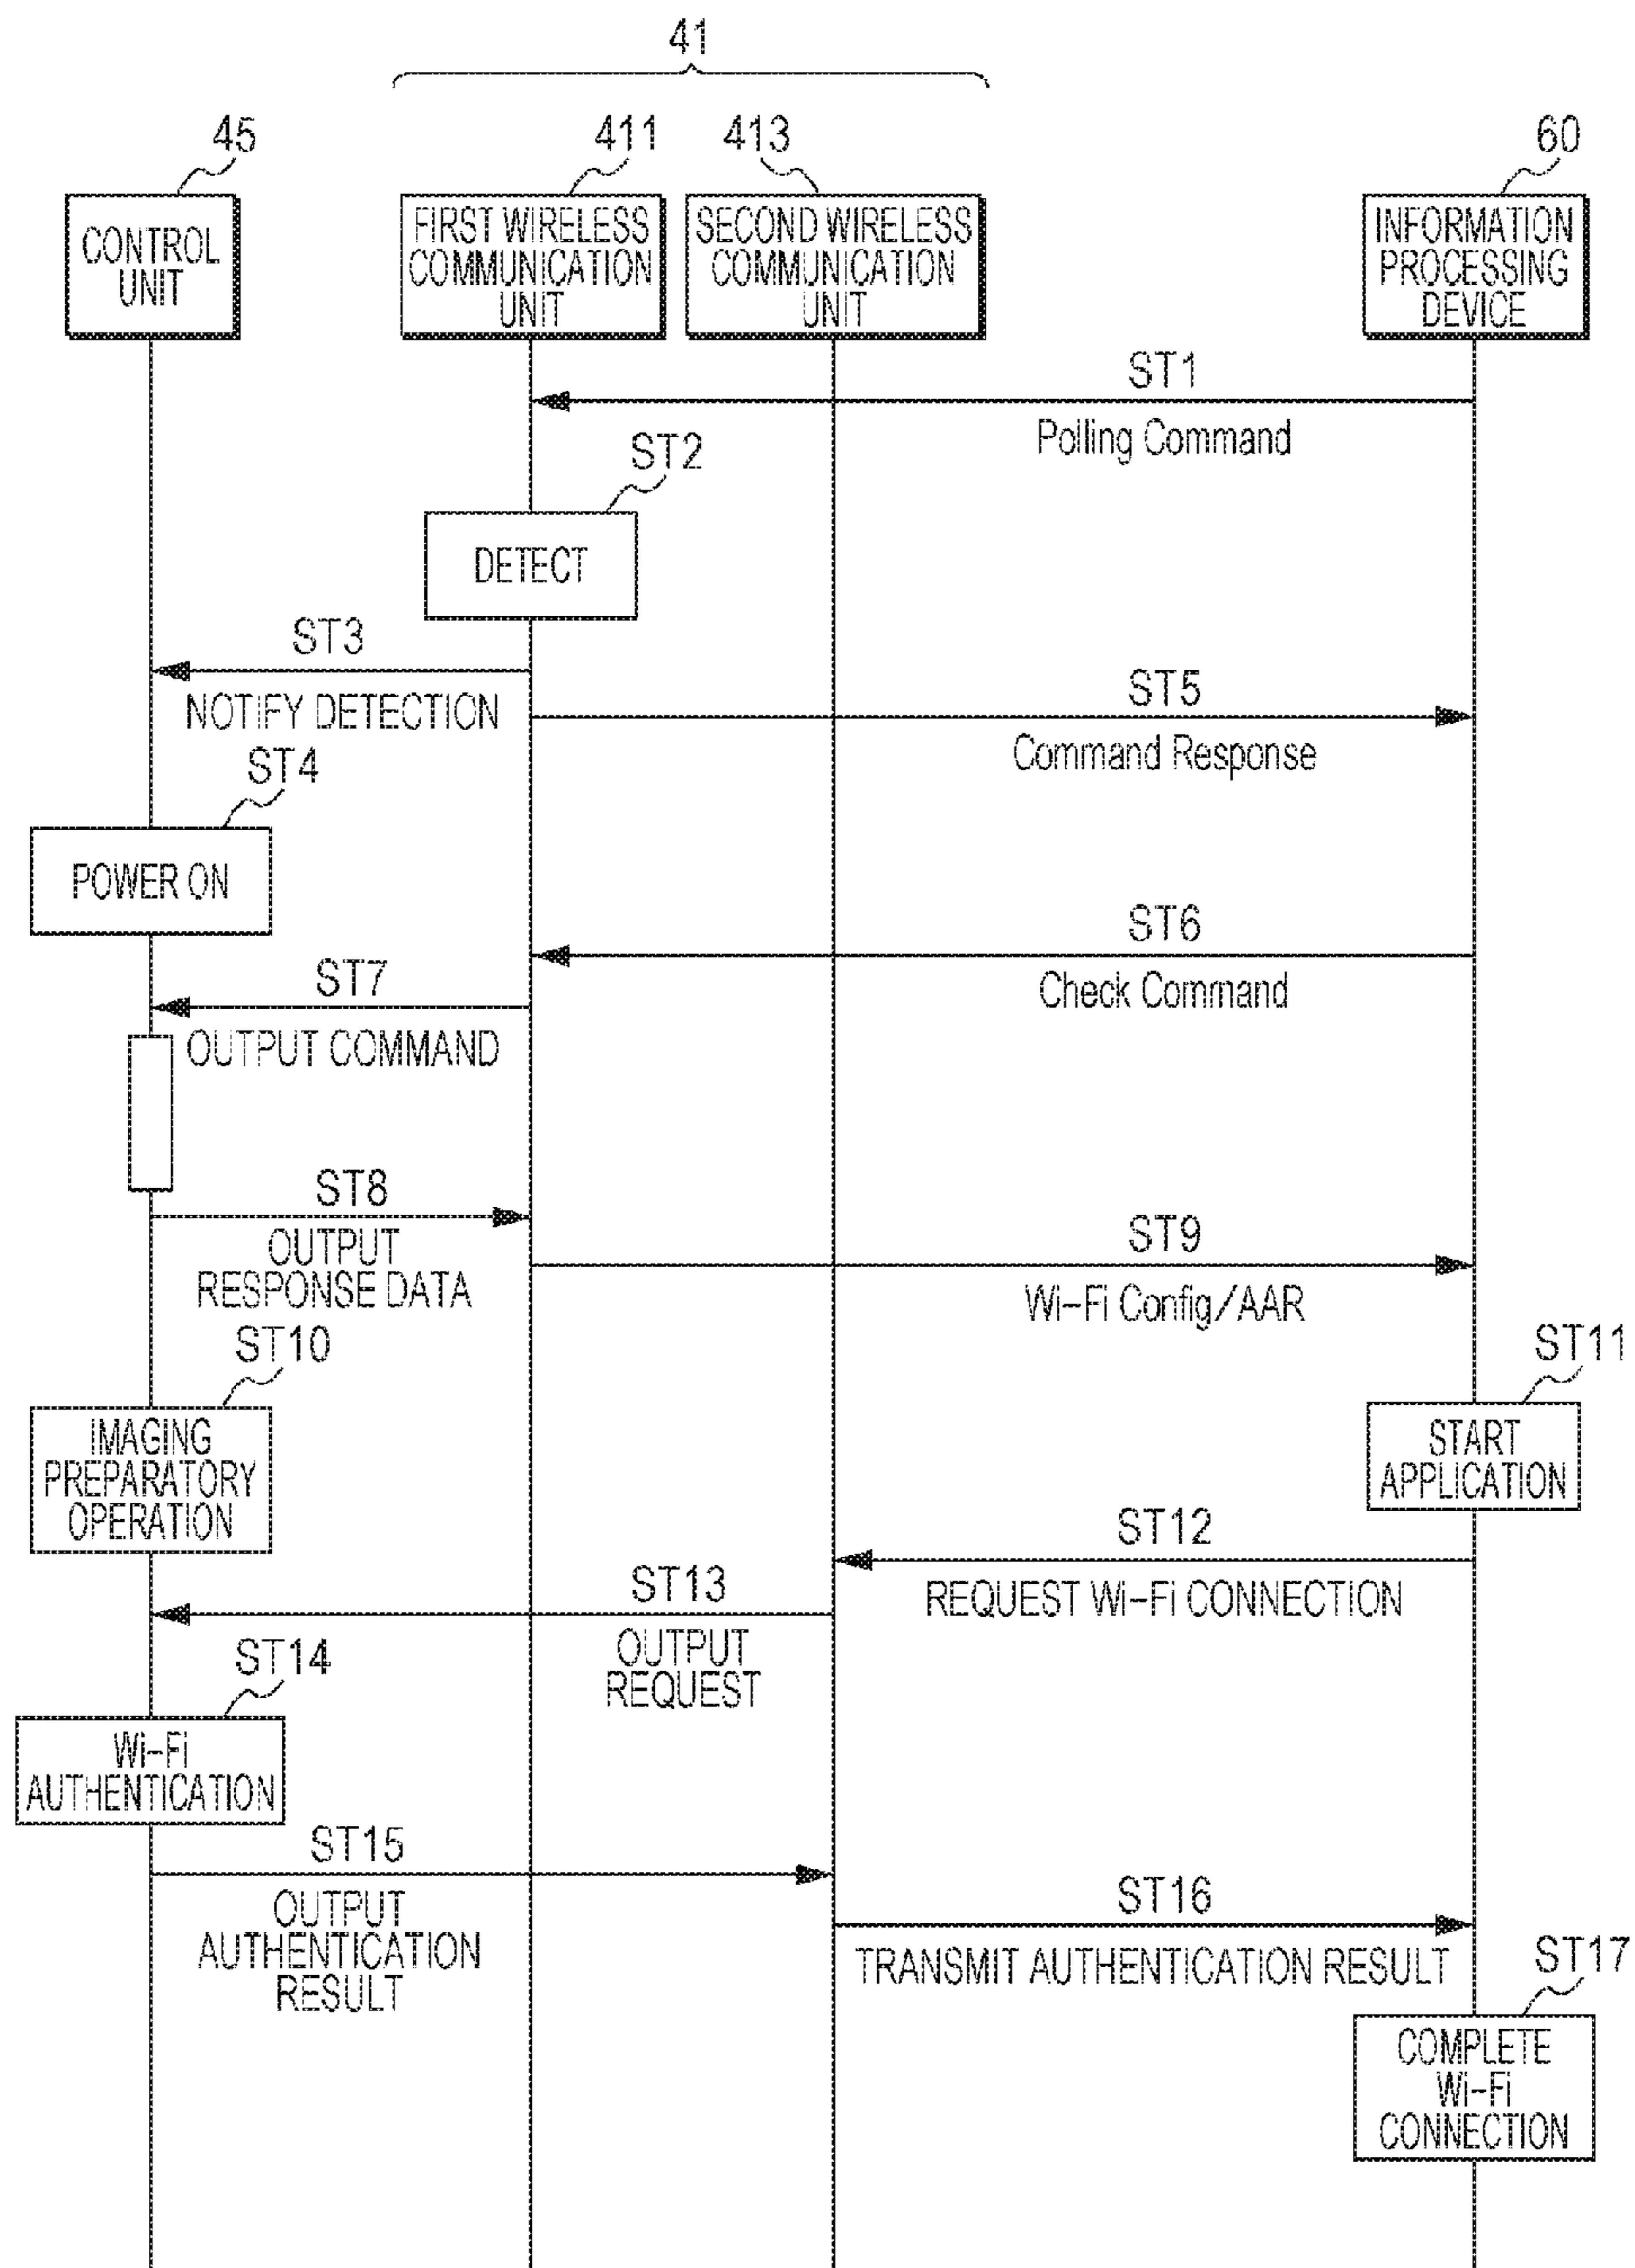 41
45
411
413
60
CONTROL
UNIT
FIRST WIRELESS
COMMUNICATION
UNIT
SECOND WIRELESS
COMMUNICATION
UNIT
INFORMATION
PROCESSING
DEVICE
ST1
Polling Command
ST2
DETECT
ST3
NOTIFY DETECTION
ST5
Command Response
ST4
POWER ON
ST6
Check Command
ST7
OUTPUT COMMAND
ST8
OUTPUT
RESPONSE DATA
ST9
Wi-Fi Config/AAR
ST10
IMAGING
PREPARATORY
OPERATION
ST11
START
APPLICATION
ST12
REQUEST Wi-Fi CONNECTION
ST13
OUTPUT
REQUEST
ST14
Wi-Fi
AUTHENTICATION
ST15
OUTPUT
AUTHENTICATION
RESULT
ST16
TRANSMIT AUTHENTICATION RESULT
ST17
COMPLETE
Wi-Fi
CONNECTION